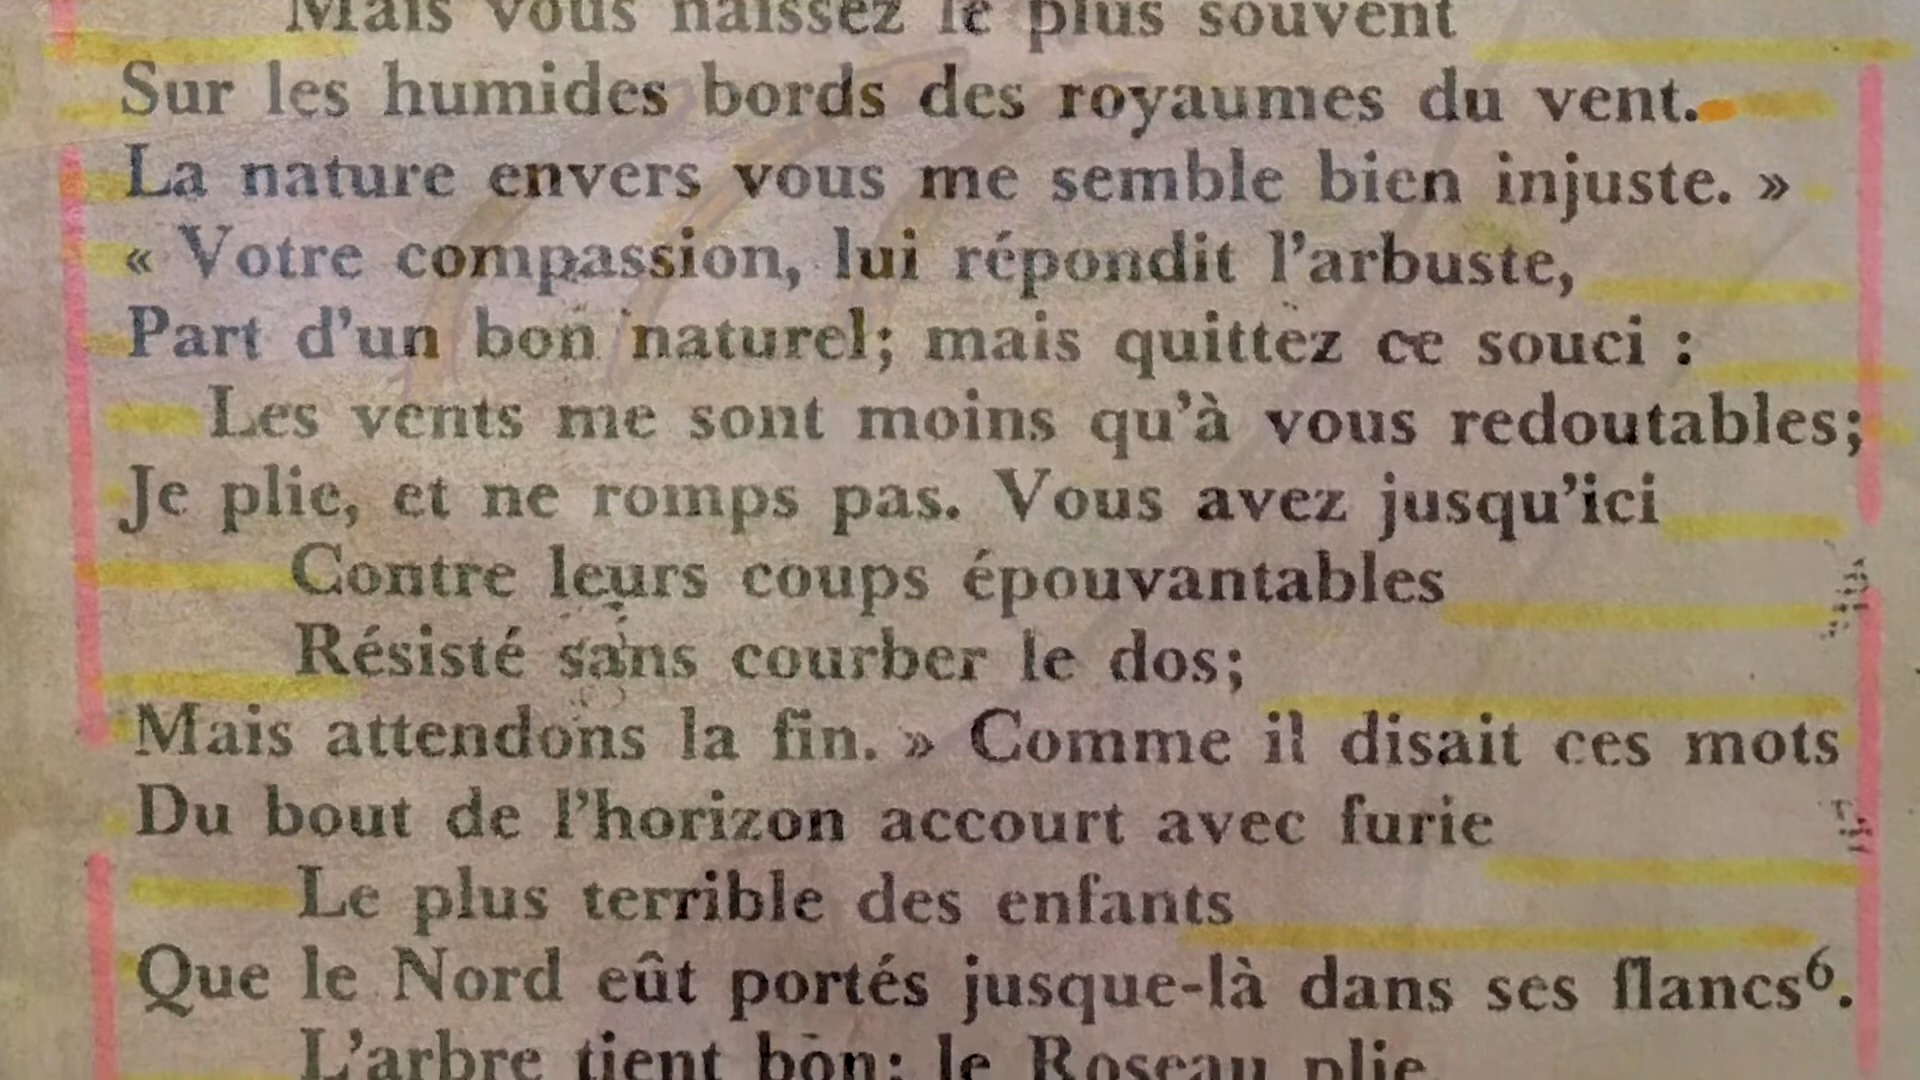 Mais vous naissez le plus souvent
Sur les humides bords des royaumes du vent.
La nature envers vous me semble bien injuste. »
« Votre compassion, lui répondit l'arbuste,
Part d'un bon naturel; mais quittez ce souci :
Les vents me sont moins qu'à vous redoutables;
Je plie, et ne romps pas. Vous avez jusqu'ici
Contre leurs coups épouvantables
Résisté sans courber le dos;
Mais attendons la fin. » Comme il disait ces mots
Du bout de l'horizon accourt avec furie
Le plus terrible des enfants
Que le Nord eût portés jusque-là dans ses flancs⁶.
L'arbre tient bon; le Roseau plie